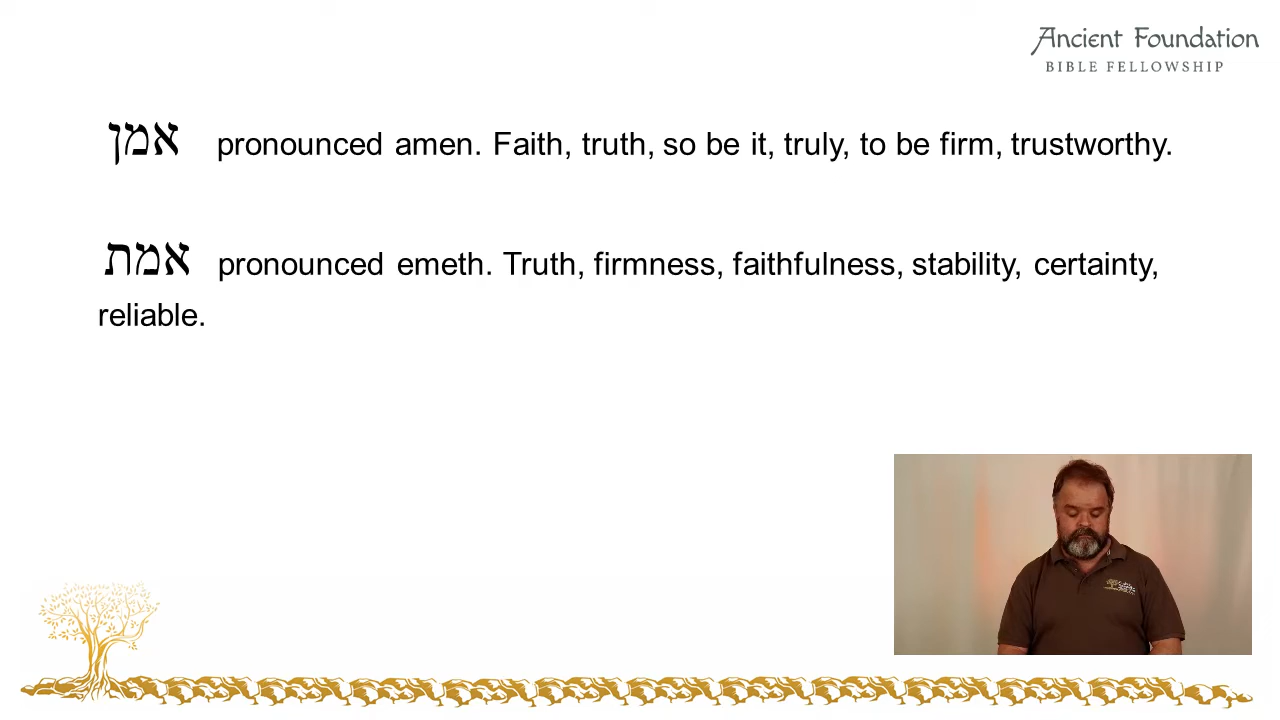 Ancient Foundation
BIBLE FELLOWSHIP
אמן pronounced amen. Faith, truth, so be it, truly, to be firm, trustworthy.
אמת pronounced emeth. Truth, firmness, faithfulness, stability, certainty,
reliable.